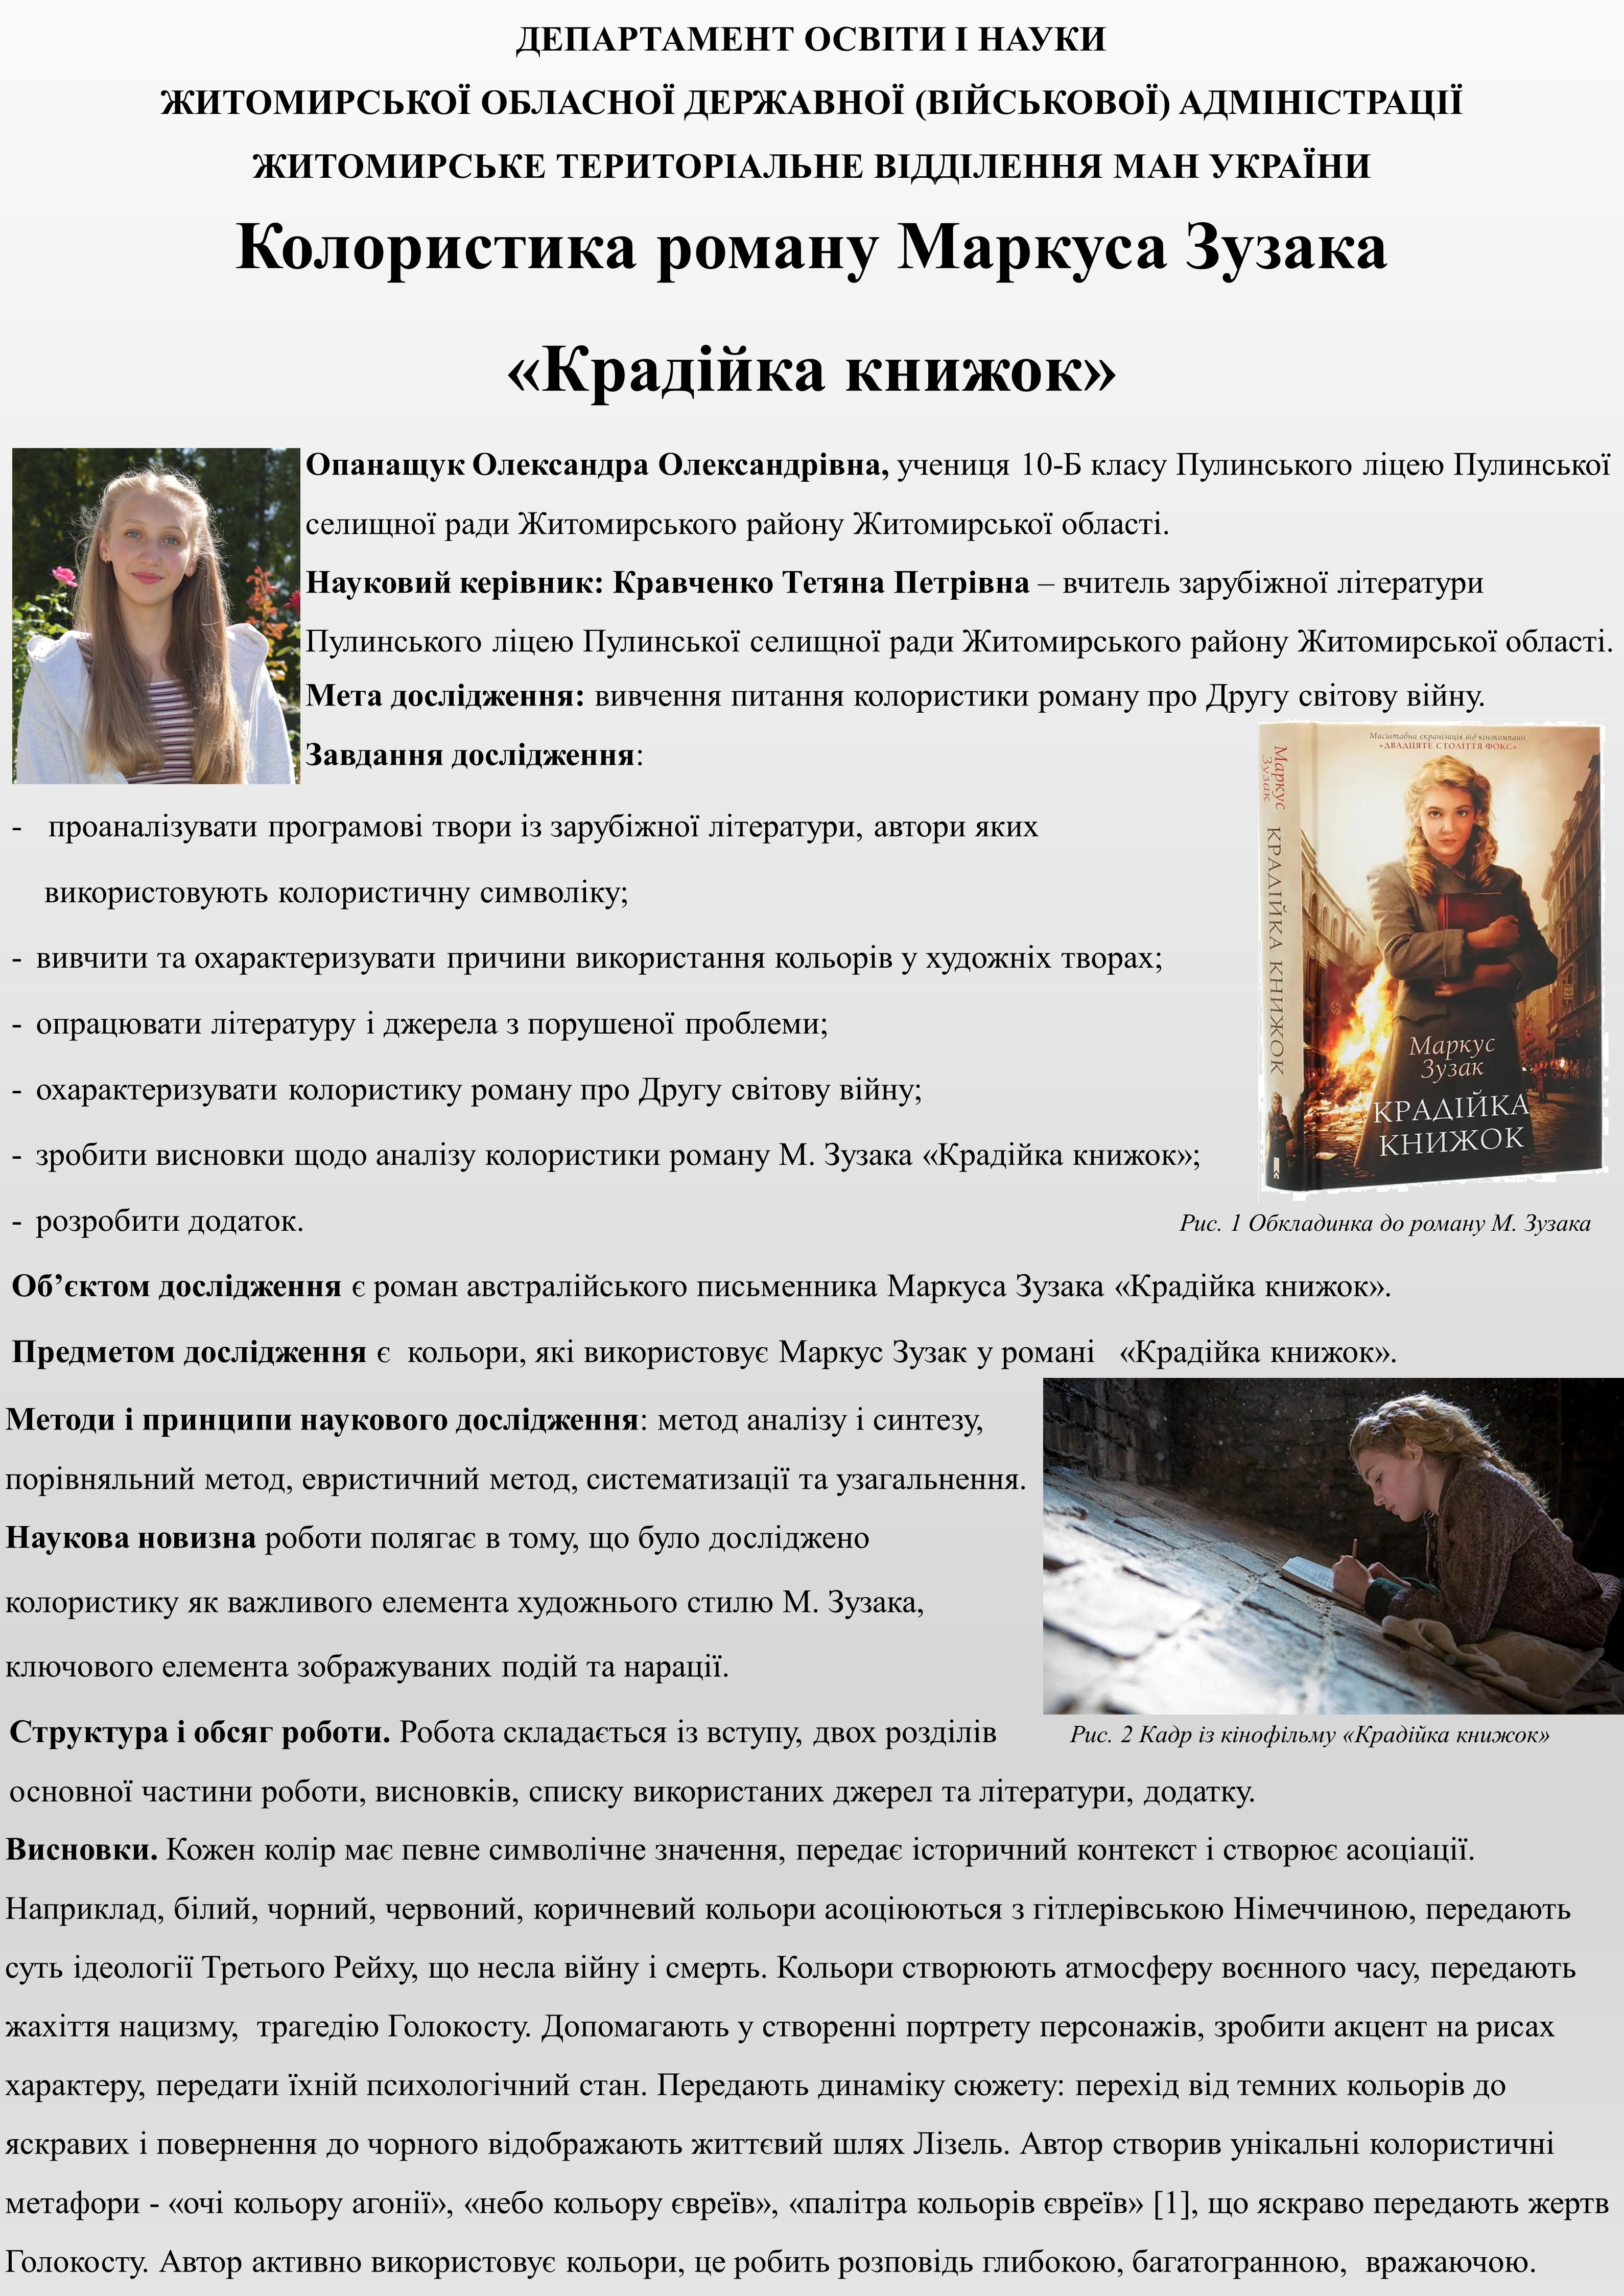 ДЕПАРТАМЕНТ ОСВІТИ І НАУКИ
ЖИТОМИРСЬКОЇ ОБЛАСНОЇ ДЕРЖАВНОЇ (ВІЙСЬКОВОЇ) АДМІНІСТРАЦІЇ
ЖИТОМИРСЬКЕ ТЕРИТОРІАЛЬНЕ ВІДДІЛЕННЯ МАН УКРАЇНИ
Колористика роману Маркуса Зузака
«Крадійка книжок»
Опанащук Олександра Олександрівна, учениця 10-Б класу Пулинського ліцею Пулинської
селищної ради Житомирського району Житомирської області.
Науковий керівник: Кравченко Тетяна Петрівна – вчитель зарубіжної літератури
Пулинського ліцею Пулинської селищної ради Житомирського району Житомирської області.
Мета дослідження: вивчення питання колористики роману про Другу світову війну.
Завдання дослідження:
- проаналізувати програмові твори із зарубіжної літератури, автори яких
використовують колористичну символіку;
- вивчити та охарактеризувати причини використання кольорів у художніх творах;
- опрацювати літературу і джерела з порушеної проблеми;
- охарактеризувати колористику роману про Другу світову війну;
- зробити висновки щодо аналізу колористики роману М. Зузака «Крадійка книжок»;
- розробити додаток.
Масштабна екранізація від кінокомпанії
«ДВАДЦЯТЕ СТОЛІТТЯ ФОКС»
Маркус
Зузак
КРАДІЙКА КНИЖОК
Маркус
Зузак
КРАДІЙКА
КНИЖОК
Рис. 1 Обкладинка до роману М. Зузака
Об’єктом дослідження є роман австралійського письменника Маркуса Зузака «Крадійка книжок».
Предметом дослідження є кольори, які використовує Маркус Зузак у романі «Крадійка книжок».
Методи і принципи наукового дослідження: метод аналізу і синтезу,
порівняльний метод, евристичний метод, систематизації та узагальнення.
Наукова новизна роботи полягає в тому, що було досліджено
колористику як важливого елемента художнього стилю М. Зузака,
ключового елемента зображуваних подій та нарації.
Рис. 2 Кадр із кінофільму «Крадійка книжок»
Структура і обсяг роботи. Робота складається із вступу, двох розділів
основної частини роботи, висновків, списку використаних джерел та літератури, додатку.
Висновки. Кожен колір має певне символічне значення, передає історичний контекст і створює асоціації.
Наприклад, білий, чорний, червоний, коричневий кольори асоціюються з гітлерівською Німеччиною, передають
суть ідеології Третього Рейху, що несла війну і смерть. Кольори створюють атмосферу воєнного часу, передають
жахіття нацизму, трагедію Голокосту. Допомагають у створенні портрету персонажів, зробити акцент на рисах
характеру, передати їхній психологічний стан. Передають динаміку сюжету: перехід від темних кольорів до
яскравих і повернення до чорного відображають життєвий шлях Лізель. Автор створив унікальні колористичні
метафори - «очі кольору агонії», «небо кольору євреїв», «палітра кольорів євреїв» [1], що яскраво передають жертв
Голокосту. Автор активно використовує кольори, це робить розповідь глибокою, багатогранною, вражаючою.